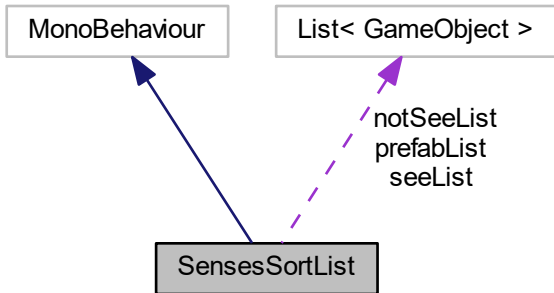 MonoBehaviour
List< GameObject >
notSeeList
prefabList
seeList
SensesSortList